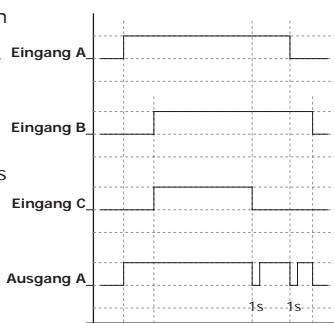 n
Eingang A
Eingang B
s
Eingang C
Ausgang A
1s 1s